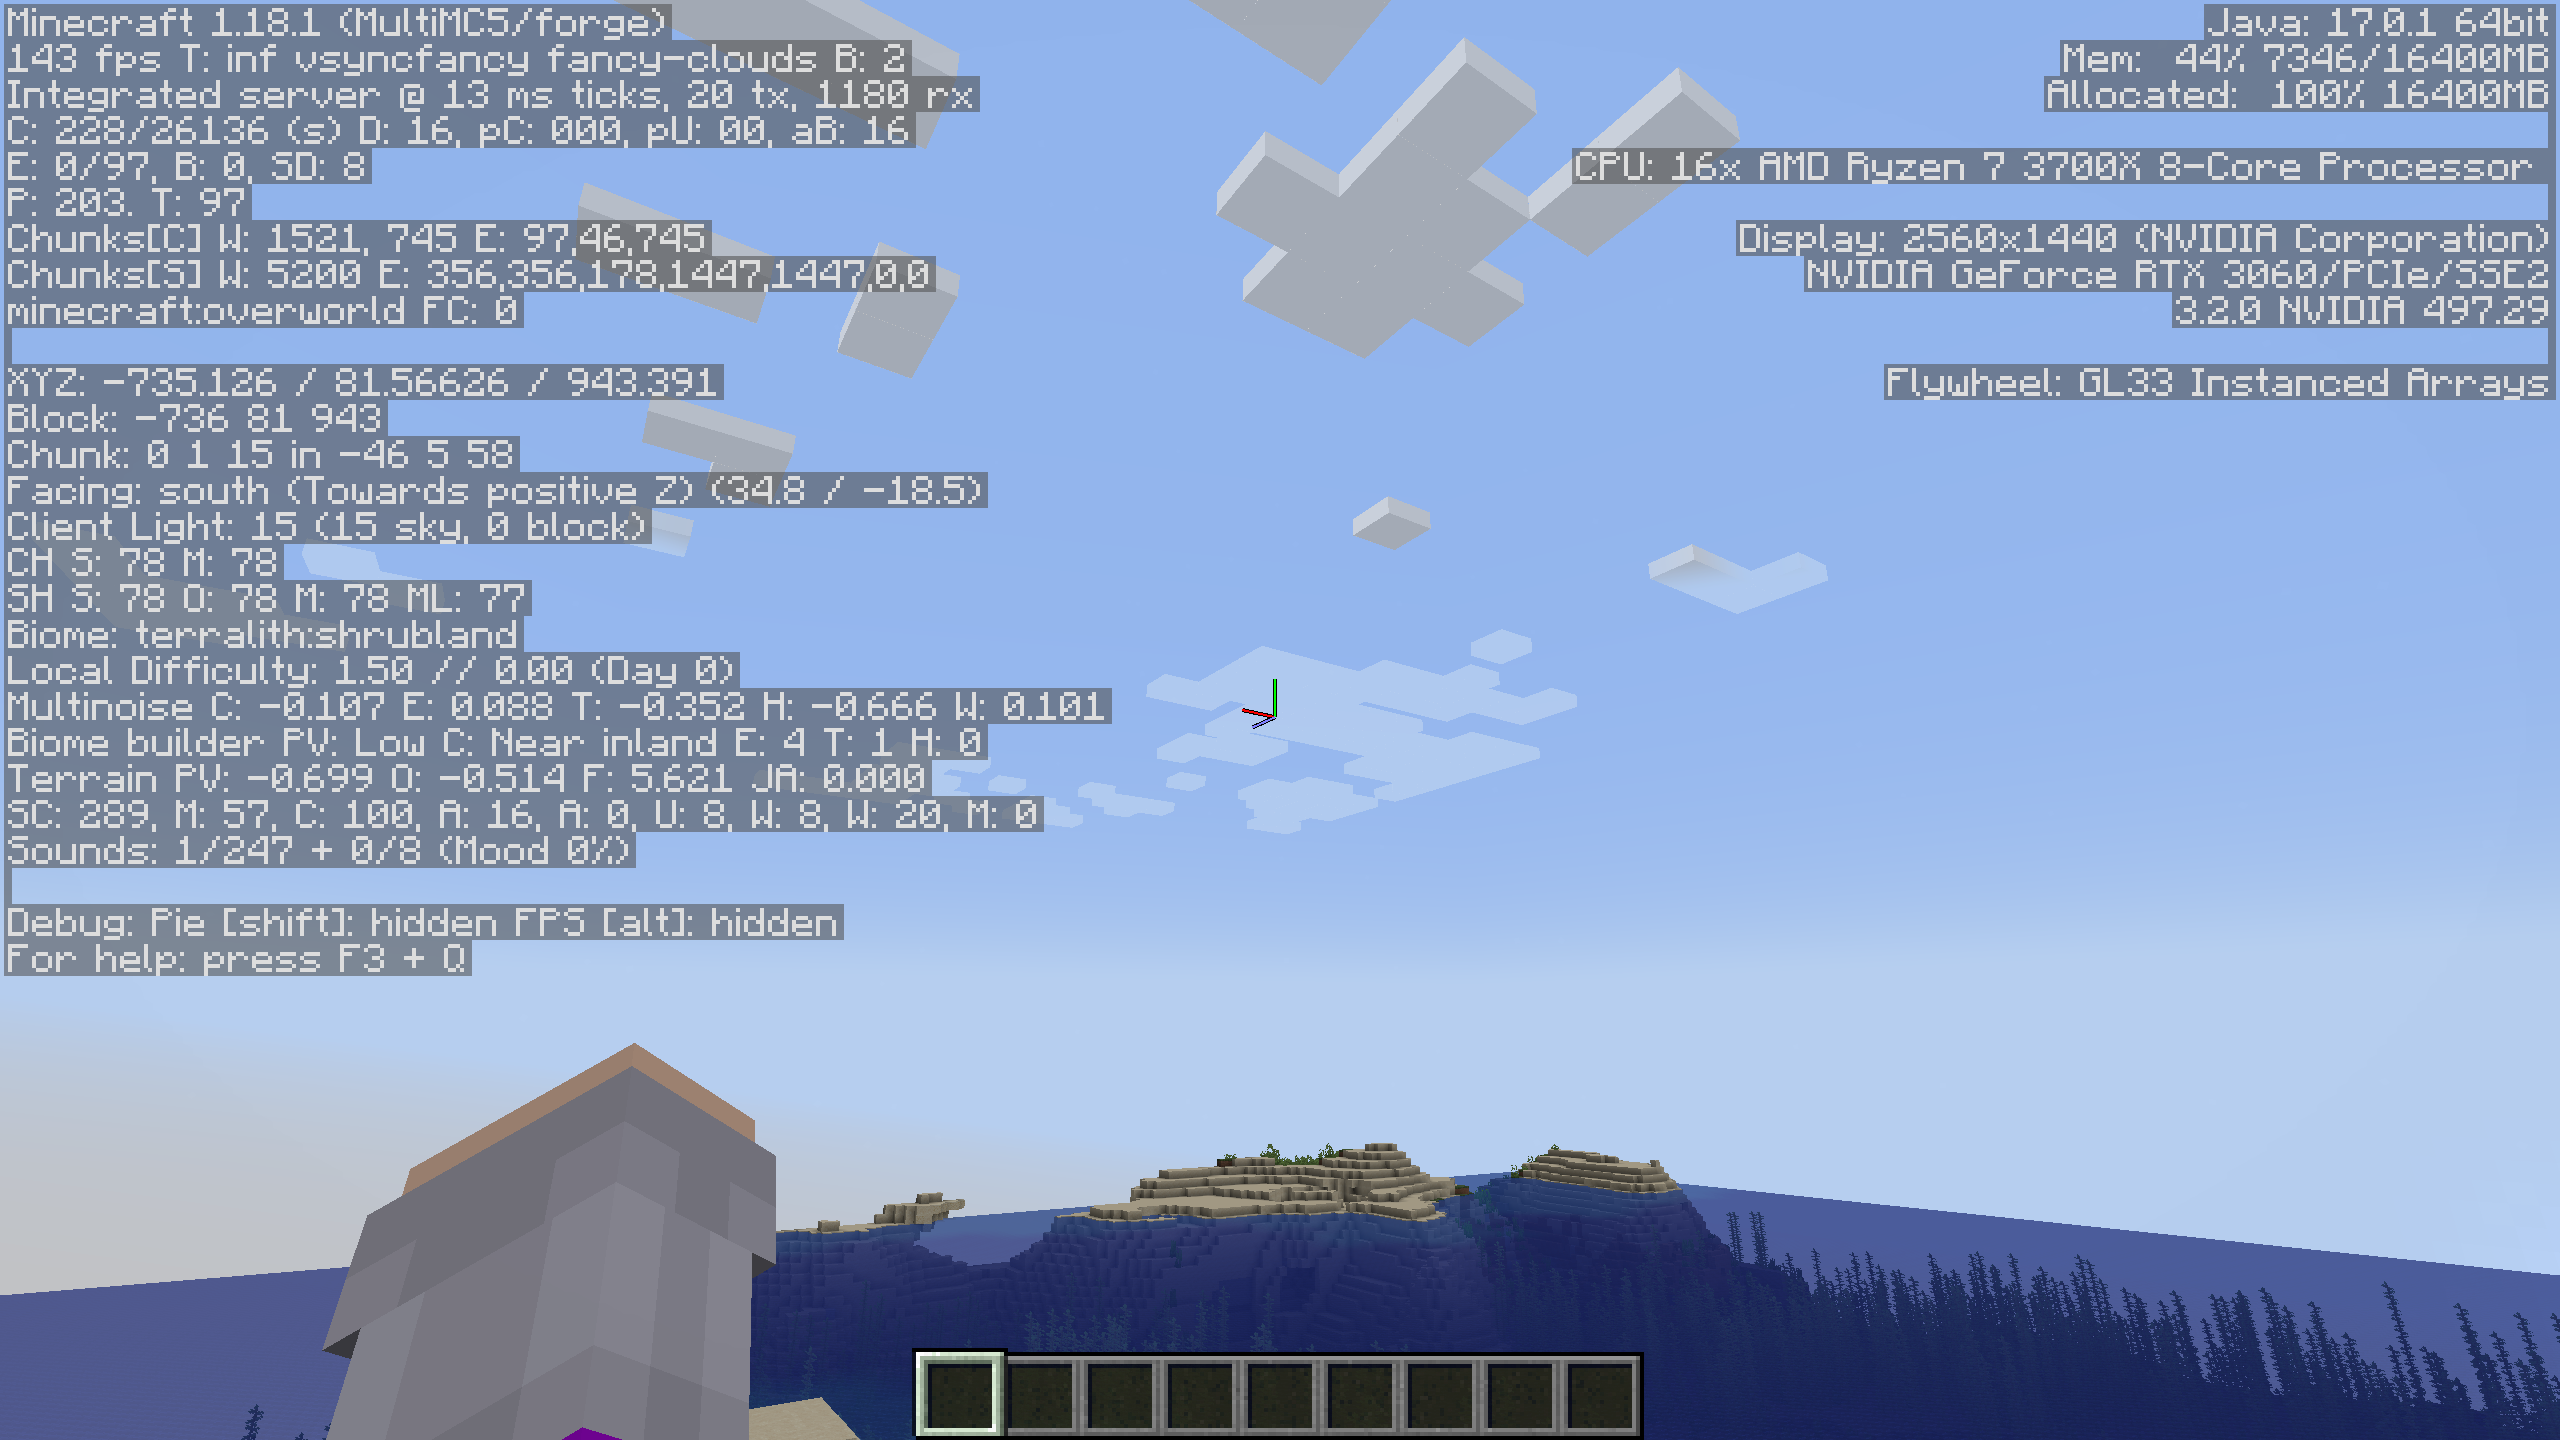 Minecraft 1.18.1 (MultiMC5/forge)
143 fps T: inf vsyncfancy fancy-clouds B: 2
Integrated server @ 13 ms ticks, 20 tx, 1180 rx
C: 228/26136 (s) D: 16, pC: 000, pU: 00, aB: 16
E: 0/97, B: 0, SD: 8
P: 203. T: 97
Chunks[C] W: 1521, 745 E: 97,46,745
Chunks[S] W: 5200 E: 356,356,178,1447,1447,0,0
minecraft:overworld FC: 0
XYZ: -735.126 / 81.56626 / 943.391
Block: -736 81 943
Chunk: 0 1 15 in -46 5 58
Facing: south (Towards positive Z) (34.8 / -18.5)
Client Light: 15 (15 sky, 0 block)
CH S: 78 M: 78
SH S: 78 O: 78 M: 78 ML: 77
Biome: terralith:shrubland
Local Difficulty: 1.50 // 0.00 (Day 0)
Multinoise C: -0.107 E: 0.088 T: -0.352 H: -0.666 W: 0.101
Biome builder PV: Low C: Near inland E: 4 T: 1 H: 0
Terrain PV: -0.699 O: -0.514 F: 5.621 JA: 0.000
SC: 289, M: 57, C: 100, A: 16, A: 0, U: 8, W: 8, W: 20, M: 0
Sounds: 1/247 + 0/8 (Mood 0%)
Debug: Pie [shift]: hidden FPS [alt]: hidden
For help: press F3 + Q
Java: 17.0.1 64bit
Mem: 44% 7346/16400MB
Allocated: 100% 16400MB
CPU: 16x AMD Ryzen 7 3700X 8-Core Processor
Display: 2560x1440 (NVIDIA Corporation)
NVIDIA GeForce RTX 3060/PCIe/SSE2
3.2.0 NVIDIA 497.29
Flywheel: GL33 Instanced Arrays